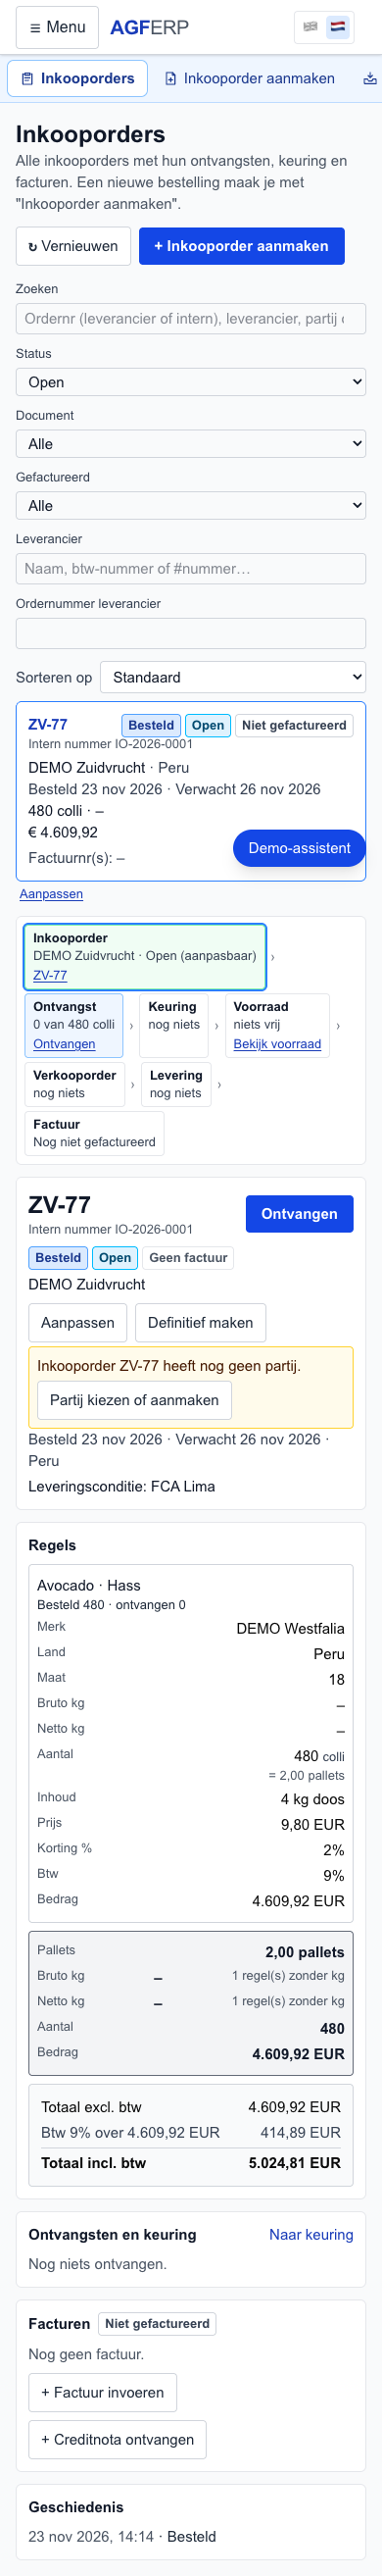 ≡ Menu AGFERP
Inkooporders Inkooporder aanmaken
Inkooporders
Alle inkooporders met hun ontvangsten, keuring en
facturen. Een nieuwe bestelling maak je met
"Inkooporder aanmaken".
↻ Vernieuwen + Inkooporder aanmaken
Zoeken
Ordernr (leverancier of intern), leverancier, partij
Status
Open
Document
Alle
Gefactureerd
Alle
Leverancier
Naam, btw-nummer of #nummer…
Ordernummer leverancier
Sorteren op Standaard
ZV-77 Besteld Open Niet gefactureerd
Intern nummer IO-2026-0001
DEMO Zuidvrucht · Peru
Besteld 23 nov 2026 · Verwacht 26 nov 2026
480 colli · –
€ 4.609,92
Factuurnr(s): –
Demo-assistent
Aanpassen
Inkooporder
DEMO Zuidvrucht · Open (aanpasbaar) ›
ZV-77
Ontvangst
0 van 480 colli ›
Ontvangen
Keuring
nog niets ›
Voorraad
niets vrij ›
Bekijk voorraad
Verkooporder
nog niets ›
Levering
nog niets ›
Factuur
Nog niet gefactureerd
ZV-77
Intern nummer IO-2026-0001
Ontvangen
Besteld Open Geen factuur
DEMO Zuidvrucht
Aanpassen Definitief maken
Inkooporder ZV-77 heeft nog geen partij.
Partij kiezen of aanmaken
Besteld 23 nov 2026 · Verwacht 26 nov 2026 ·
Peru
Leveringsconditie: FCA Lima
Regels
Avocado · Hass
Besteld 480 · ontvangen 0
Merk DEMO Westfalia
Land Peru
Maat 18
Bruto kg –
Netto kg –
Aantal 480 colli
= 2,00 pallets
Inhoud 4 kg doos
Prijs 9,80 EUR
Korting % 2%
Btw 9%
Bedrag 4.609,92 EUR
Pallets 2,00 pallets
Bruto kg – 1 regel(s) zonder kg
Netto kg – 1 regel(s) zonder kg
Aantal 480
Bedrag 4.609,92 EUR
Totaal excl. btw 4.609,92 EUR
Btw 9% over 4.609,92 EUR 414,89 EUR
Totaal incl. btw 5.024,81 EUR
Ontvangsten en keuring Naar keuring
Nog niets ontvangen.
Facturen Niet gefactureerd
Nog geen factuur.
+ Factuur invoeren
+ Creditnota ontvangen
Geschiedenis
23 nov 2026, 14:14 · Besteld